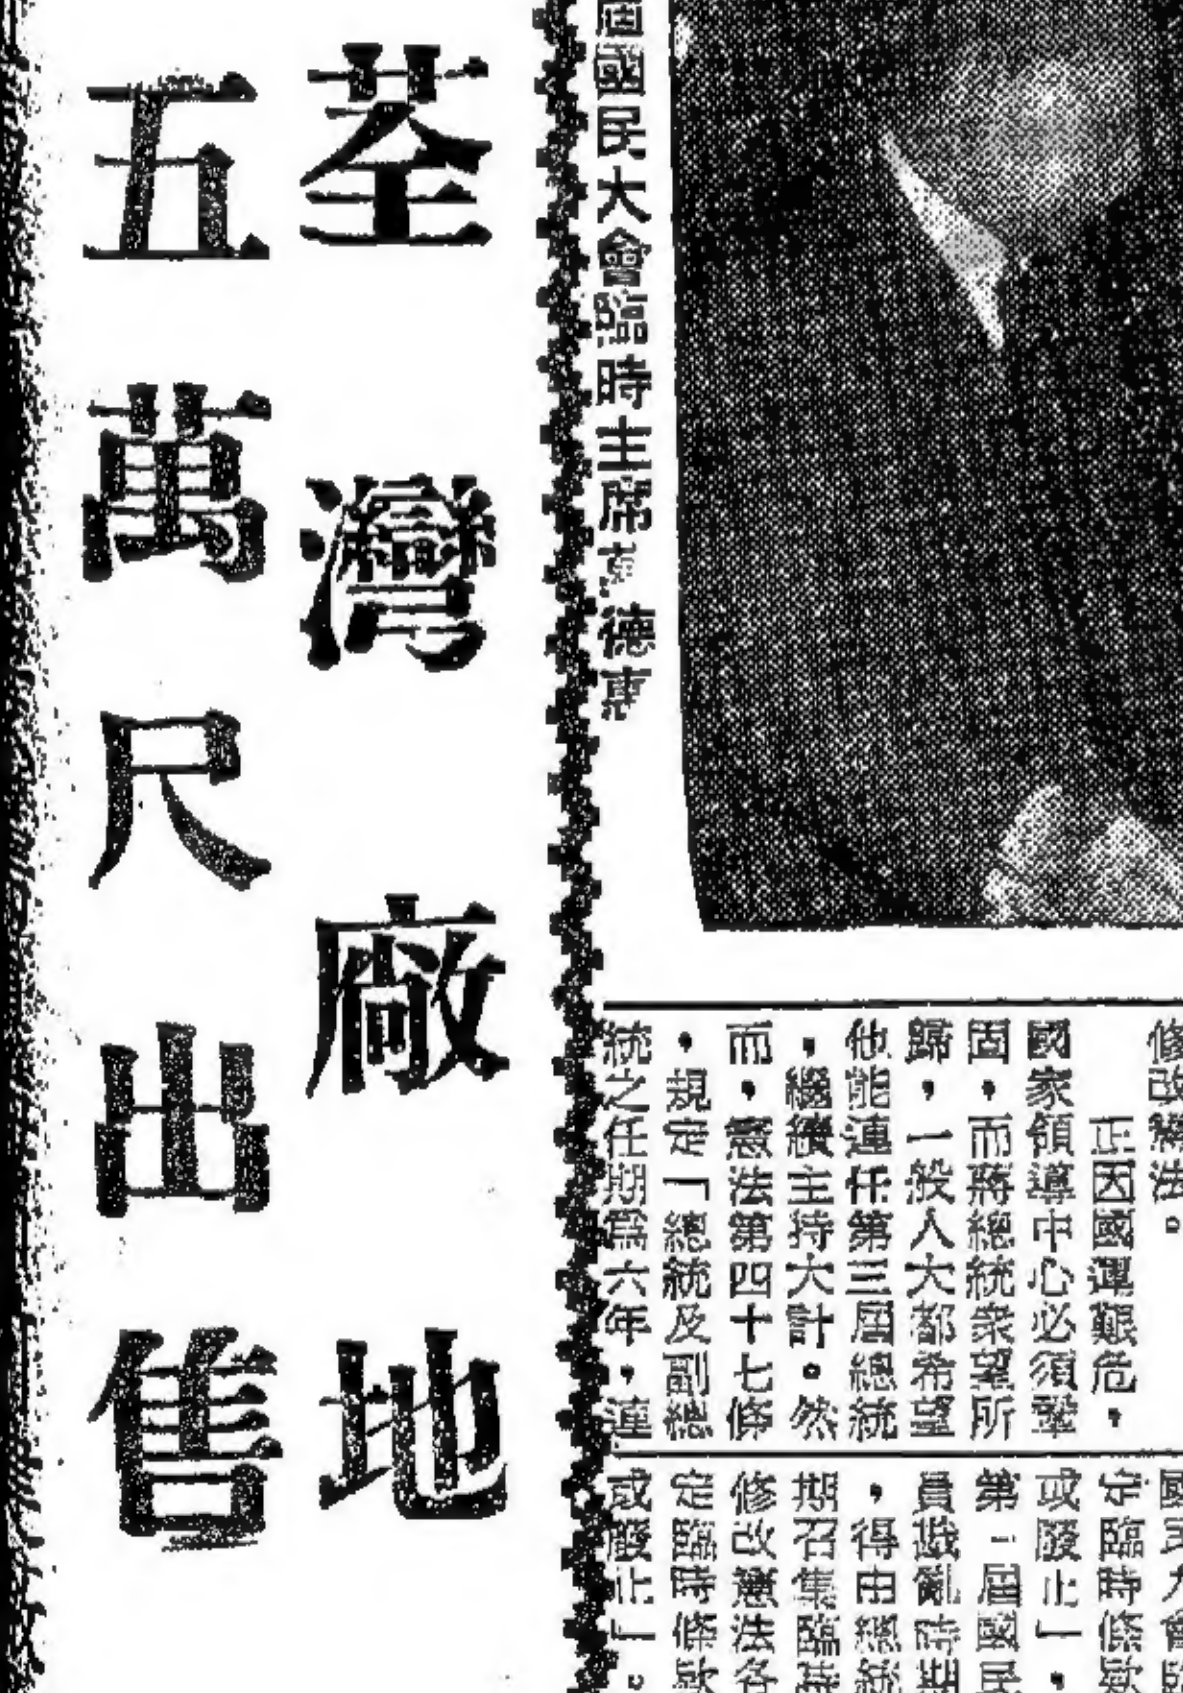 屆國民大會臨時主席莫德惠
修改憲法。
正因國運艱危，
國家領導中心必須鞏
固，而蔣總統衆望所
歸，一般人大都希望
他能連任第三屆總統
，繼續主持大計。然
而，憲法第四十七條
，規定「總統及副總
統之任期爲六年，連
國民大會臨
定臨時條款
或廢止」，
第一屆國民
員戡亂時期
，得由總統
期召集臨時
修改憲法各
定臨時條款
或廢止」。
荃灣廠地
五萬尺出售